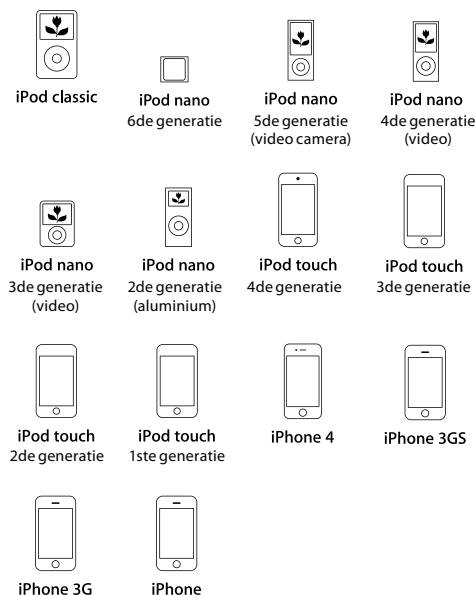 iPod classic
iPod nano
6de generatie
iPod nano
5de generatie
(video camera)
iPod nano
4de generatie
(video)
iPod nano
3de generatie
(video)
iPod nano
2de generatie
(aluminium)
iPod touch
4de generatie
iPod touch
3de generatie
iPod touch
2de generatie
iPod touch
1ste generatie
iPhone 4
iPhone 3GS
iPhone 3G
iPhone